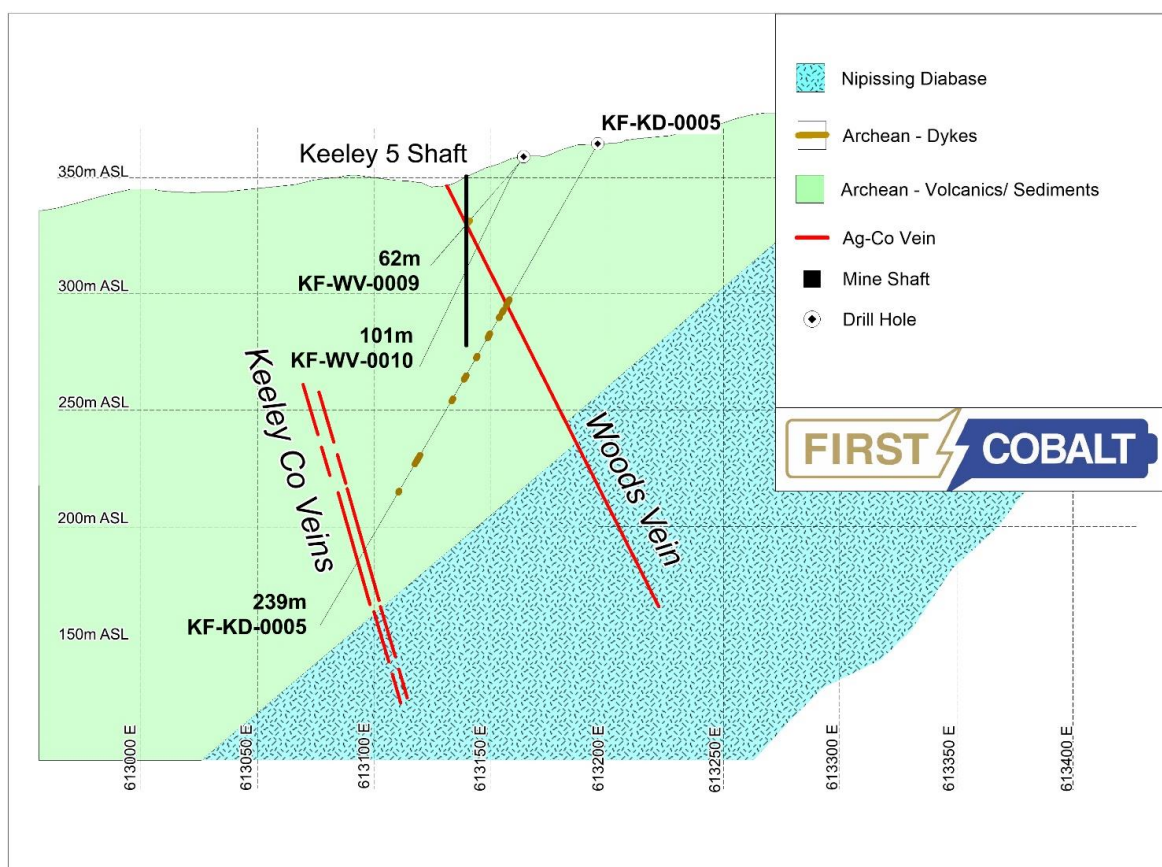 Nipissing Diabase
Archean - Dykes
Archean - Volcanics/ Sediments
Ag-Co Vein
Mine Shaft
Drill Hole
FIRST COBALT
KF-KD-0005
Keeley 5 Shaft
350m ASL
62m
KF-WV-0009
300m ASL
101m
KF-WV-0010
250m ASL
Keeley Co Veins
Woods Vein
200m ASL
239m
KF-KD-0005
150m ASL
613000 E
613050 E
613100 E
613150 E
613200 E
613250 E
613300 E
613350 E
613400 E